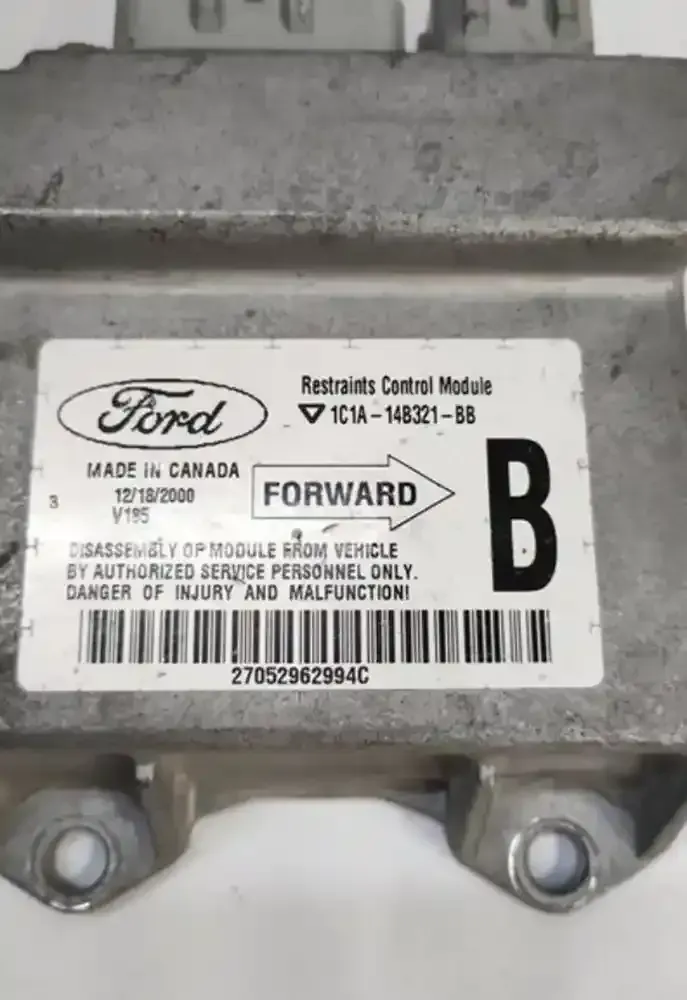 Ford
Restraints Control Module
1C1A-14B321-BB
MADE IN CANADA
3
12/18/2000
V185
FORWARD
B
DISASSEMBLY OF MODULE FROM VEHICLE
BY AUTHORIZED SERVICE PERSONNEL ONLY.
DANGER OF INJURY AND MALFUNCTION!
27052962994C